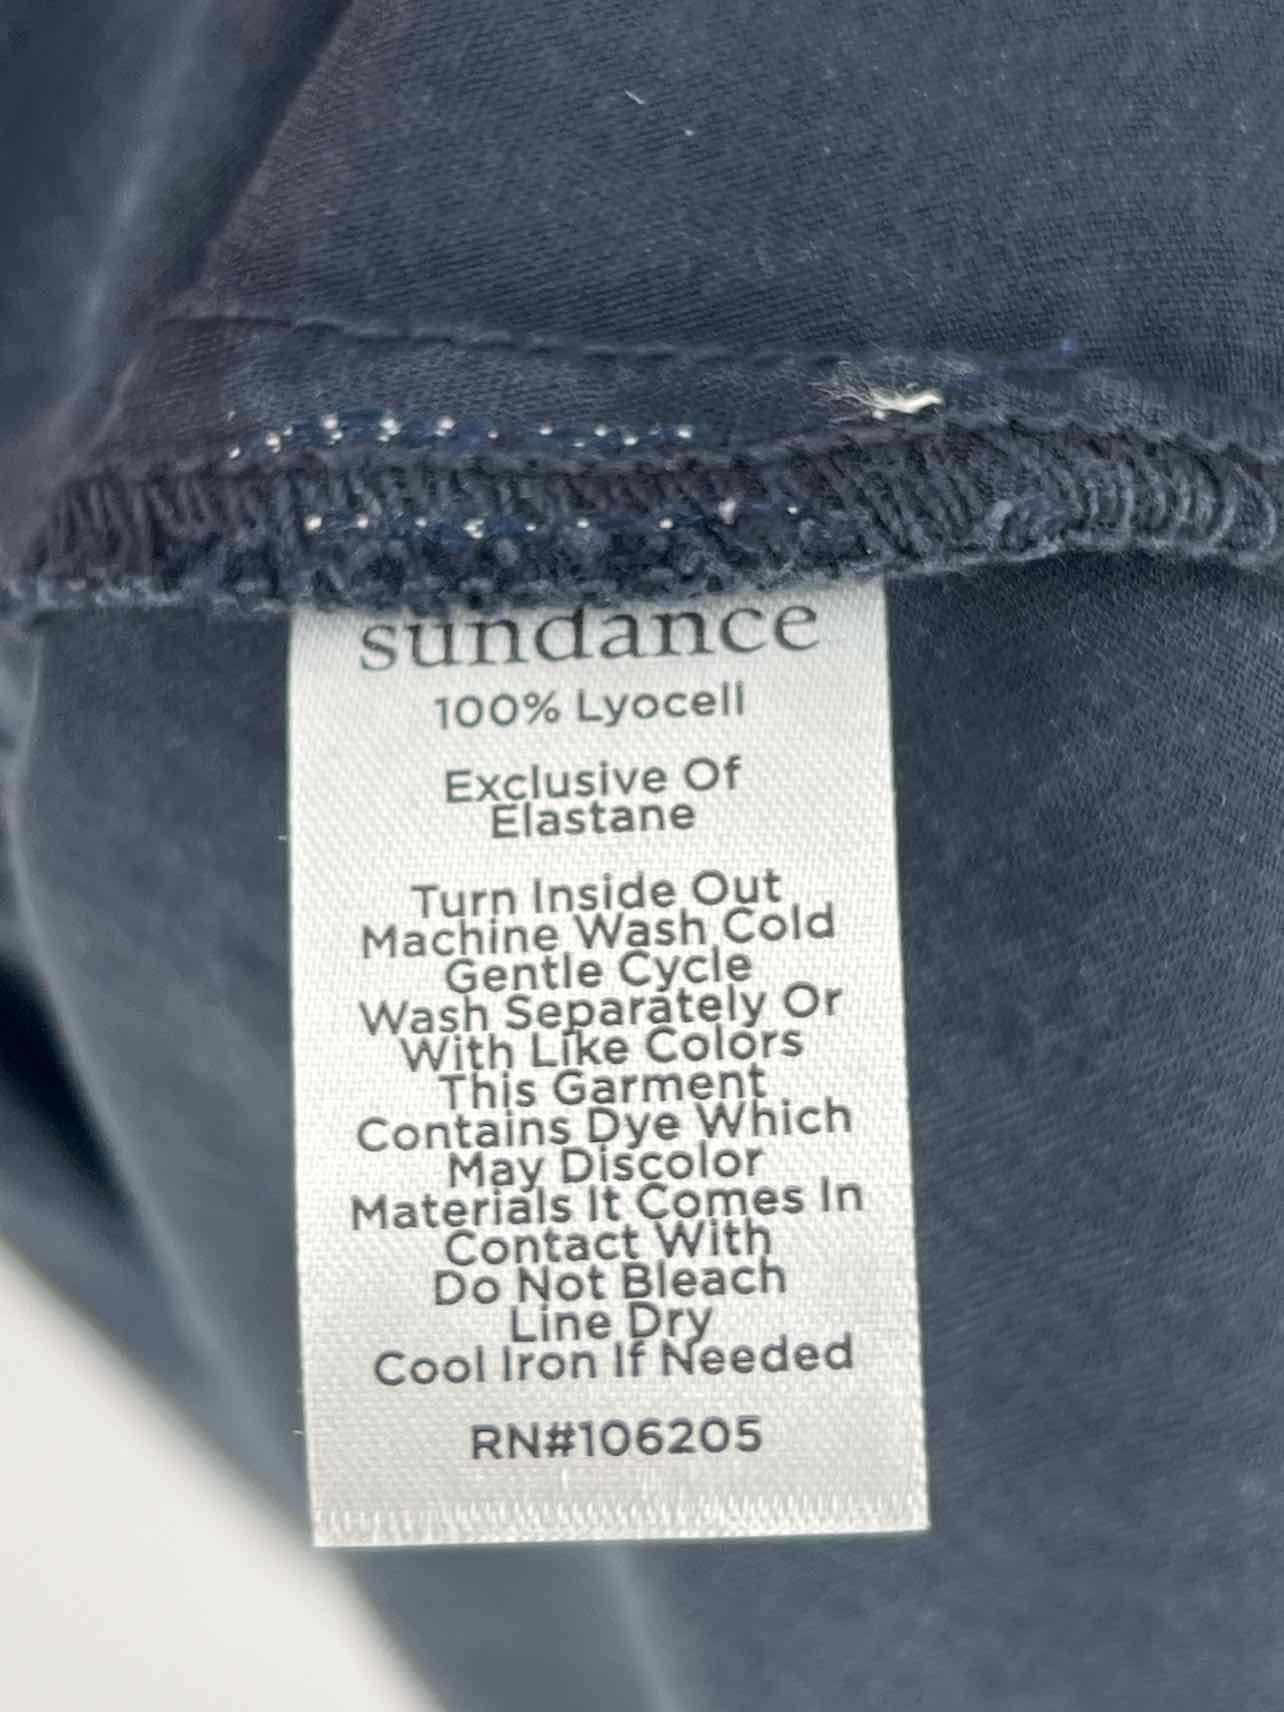 sundance
100% Lyocell
Exclusive Of
Elastane
Turn Inside Out
Machine Wash Cold
Gentle Cycle
Wash Separately Or
With Like Colors
This Garment
Contains Dye Which
May Discolor
Materials It Comes In
Contact With
Do Not Bleach
Line Dry
Cool Iron If Needed
RN#106205